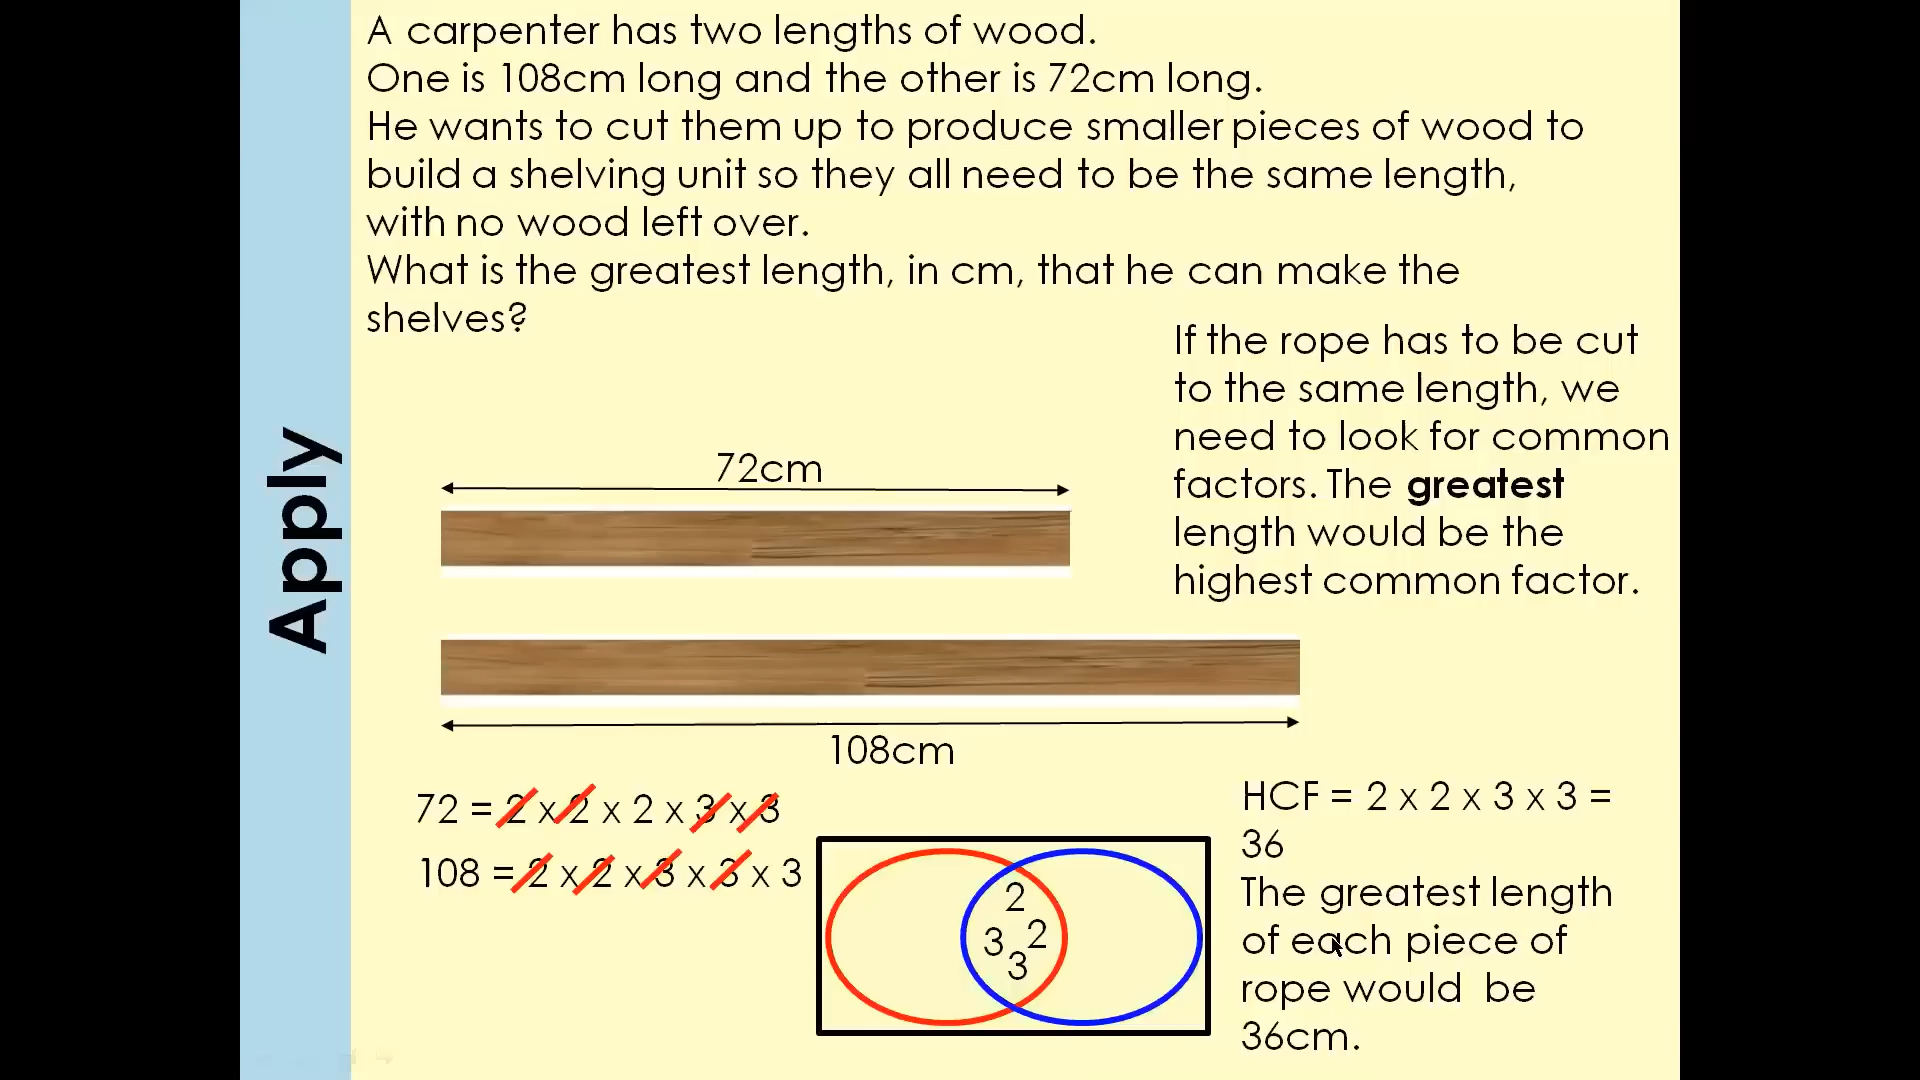 A carpenter has two lengths of wood.
One is 108cm long and the other is 72cm long.
He wants to cut them up to produce smaller pieces of wood to
build a shelving unit so they all need to be the same length,
with no wood left over.
What is the greatest length, in cm, that he can make the
shelves?
If the rope has to be cut
to the same length, we
need to look for common
factors. The greatest
length would be the
highest common factor.
Apply
72cm
108cm
72 = 2 x 2 x 2 x 3 x 3
108 = 2 x 2 x 3 x 3 x 3
2
3 2
3
HCF = 2 x 2 x 3 x 3 =
36
The greatest length
of each piece of
rope would be
36cm.